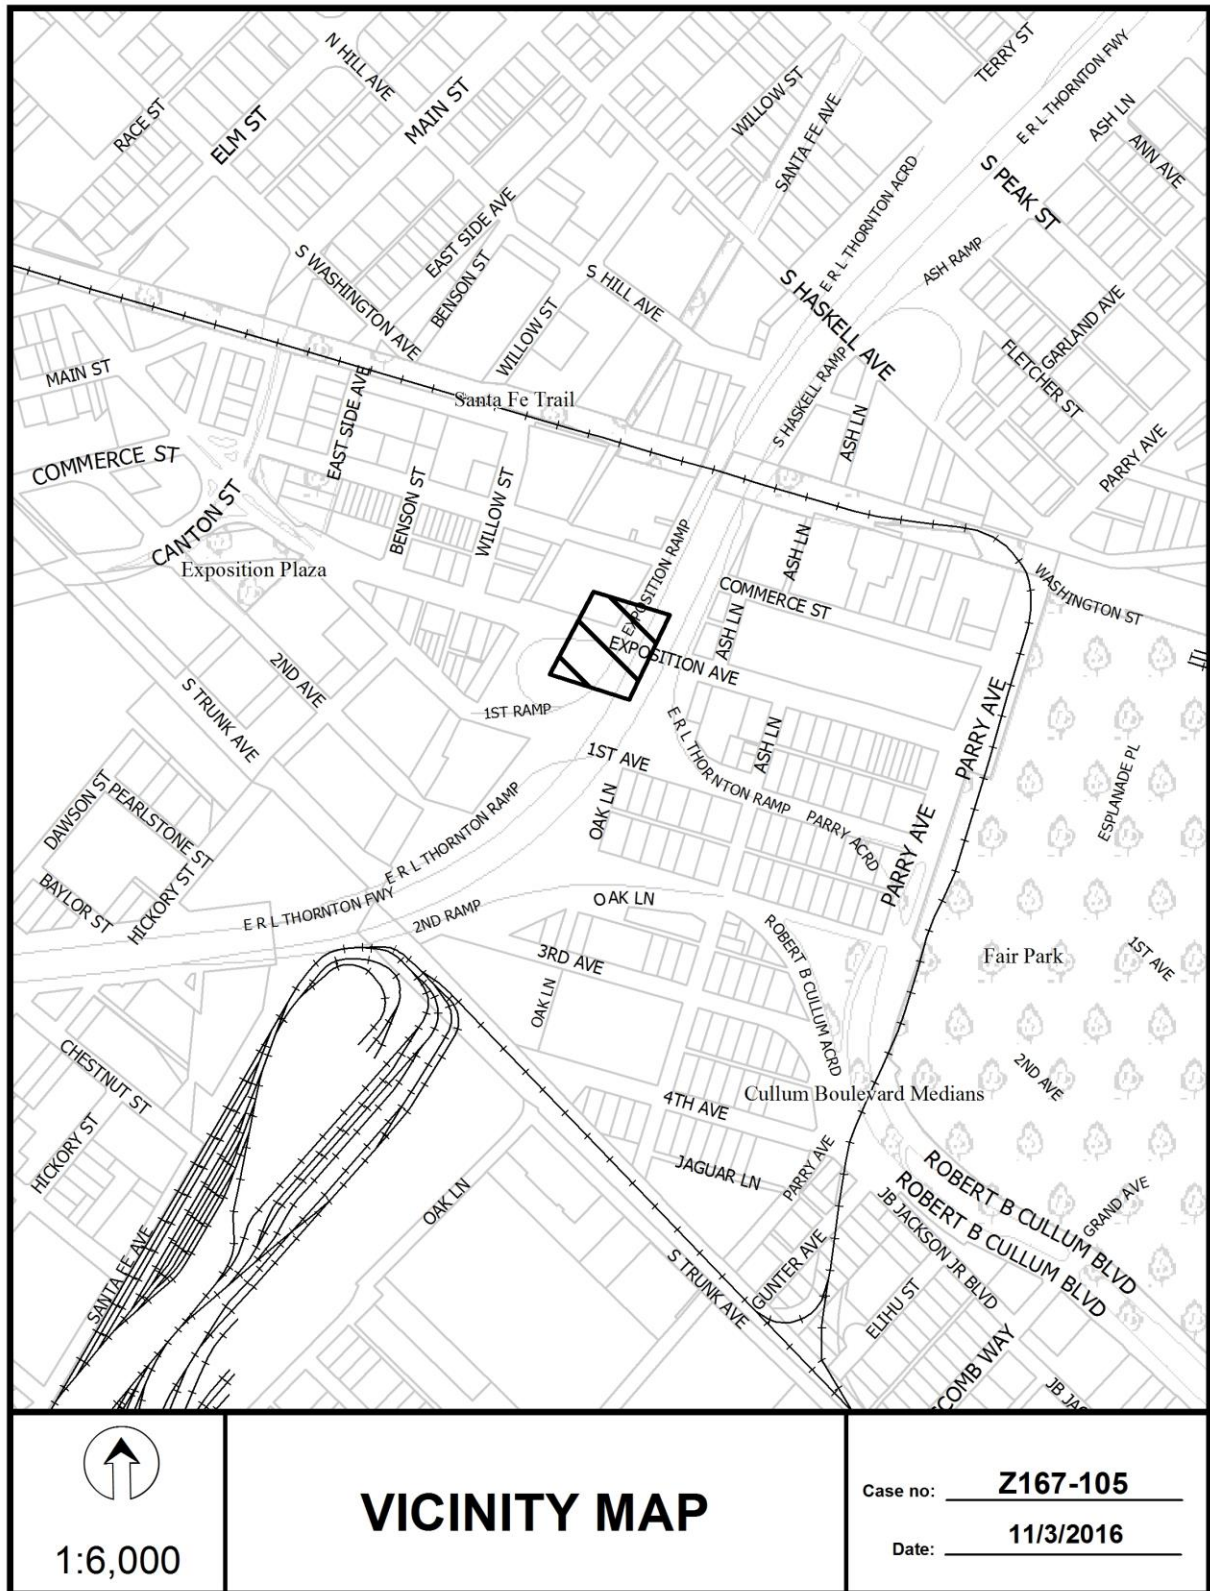 N HILL AVE
TERRY ST
E R L THORNTON FWY
MAIN ST
WILLOW ST
RACE ST
ELM ST
ASH LN
SANTA FE AVE
ANN AVE
S PEAK ST
E R L THORNTON ACRD
EAST SIDE AVE
S WASHINGTON AVE
BENSON ST
S HILL AVE
ASH RAMP
S HASKELL AVE
WILLOW ST
GARLAND AVE
FLETCHER ST
MAIN ST
EAST SIDE AVE
Santa Fe Trail
S HASKELL RAMP
ASH LN
COMMERCE ST
PARRY AVE
BENSON ST
WILLOW ST
CANTON ST
Exposition Plaza
EXPOSITION RAMP
ASH LN
COMMERCE ST
WASHINGTON ST
ASH LN
EXPOSITION AVE
2ND AVE
S TRUNK AVE
1ST RAMP
PARRY AVE
E R L THORNTON RAMP
ASH LN
1ST AVE
ESPLANADE PL
DAWSON ST
PEARLSTONE ST
E R L THORNTON RAMP
OAK LN
PARRY ACRD
PARRY AVE
BAYLOR ST
HICKORY ST
E R L THORNTON FWY
2ND RAMP
OAK LN
ROBERT B CULLUM ACRD
3RD AVE
Fair Park
1ST AVE
OAK LN
CHESTNUT ST
2ND AVE
Cullum Boulevard Medians
4TH AVE
HICKORY ST
JAGUAR LN
PARRY AVE
ROBERT B CULLUM BLVD
ROBERT B CULLUM BLVD
GRAND AVE
OAK LN
JB JACKSON JR BLVD
SANTA FE AVE
S TRUNK AVE
GUNTER AVE
ELIHU ST
COMB WAY
JB JAC
1:6,000
VICINITY MAP
Case no: Z167-105
Date: 11/3/2016